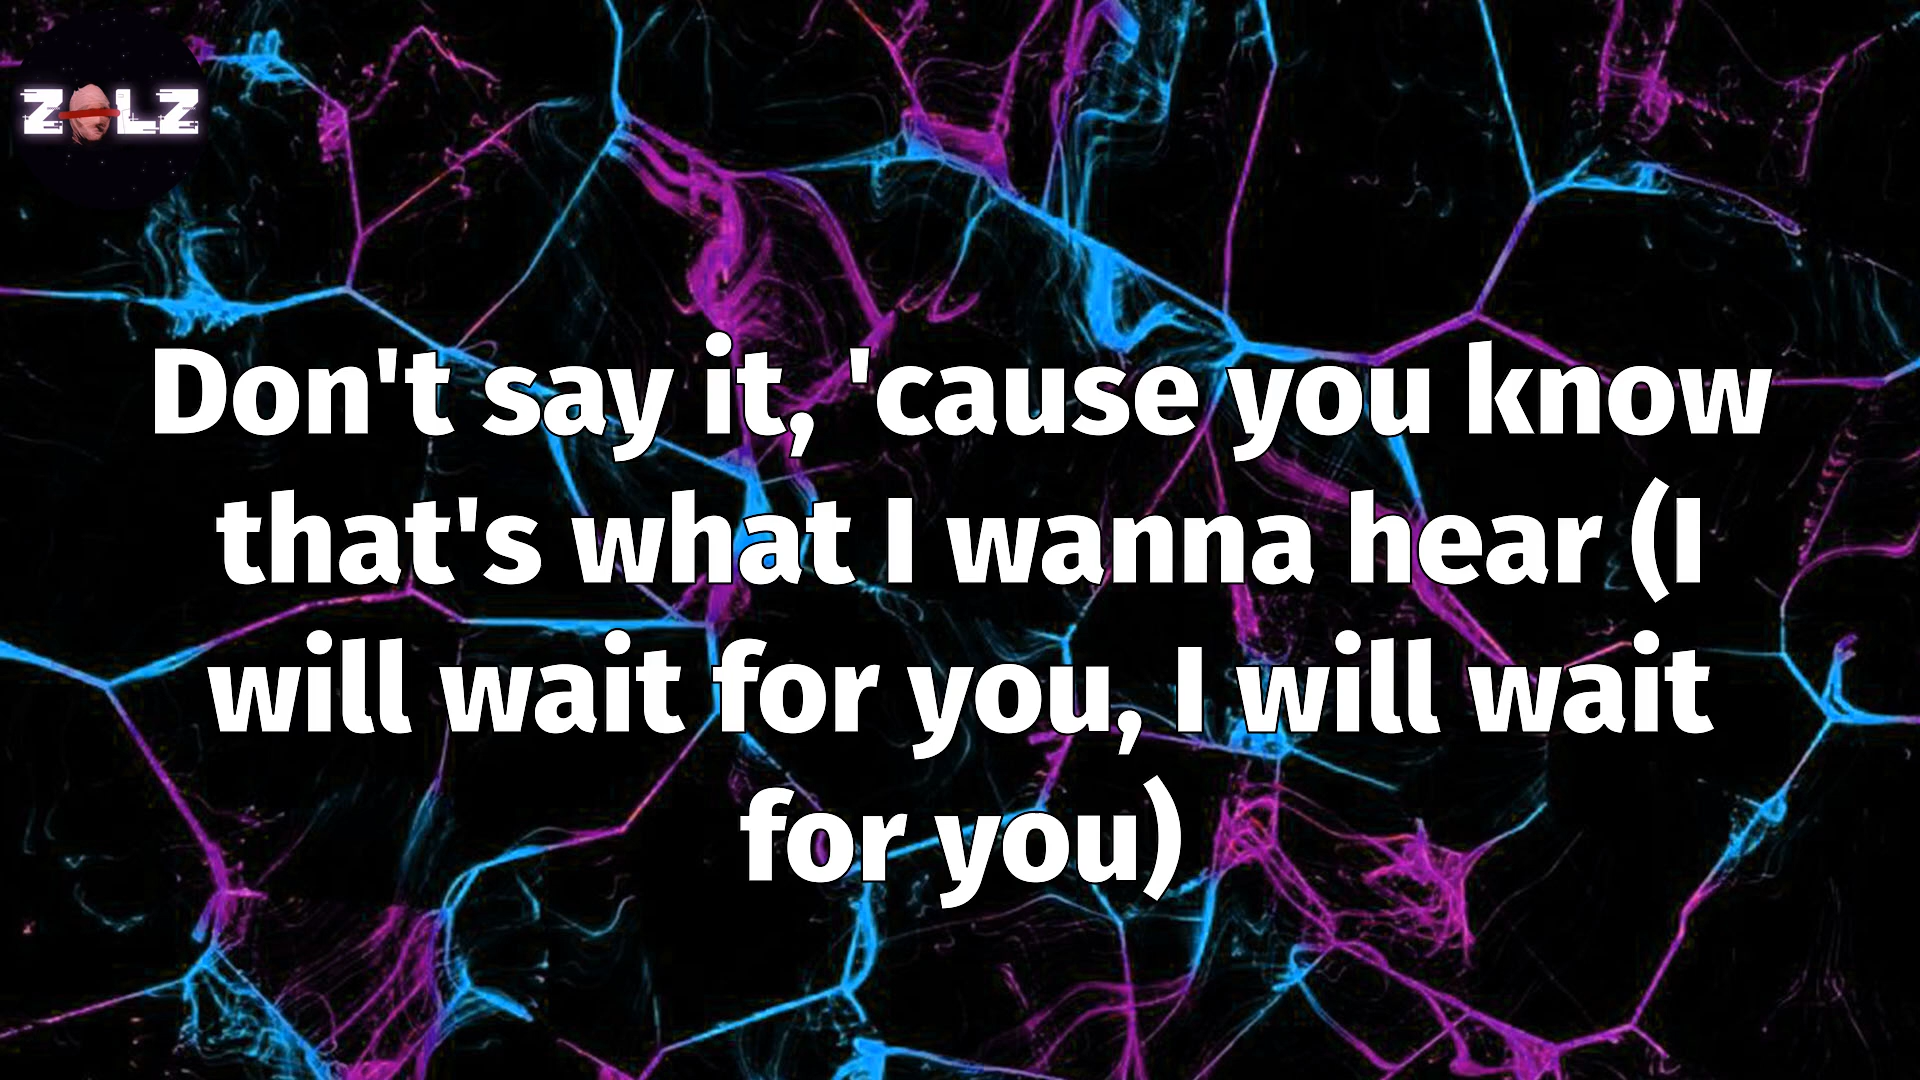 ZOLZ
Don't say it, 'cause you know
that's what I wanna hear (I
will wait for you, I will wait
for you)